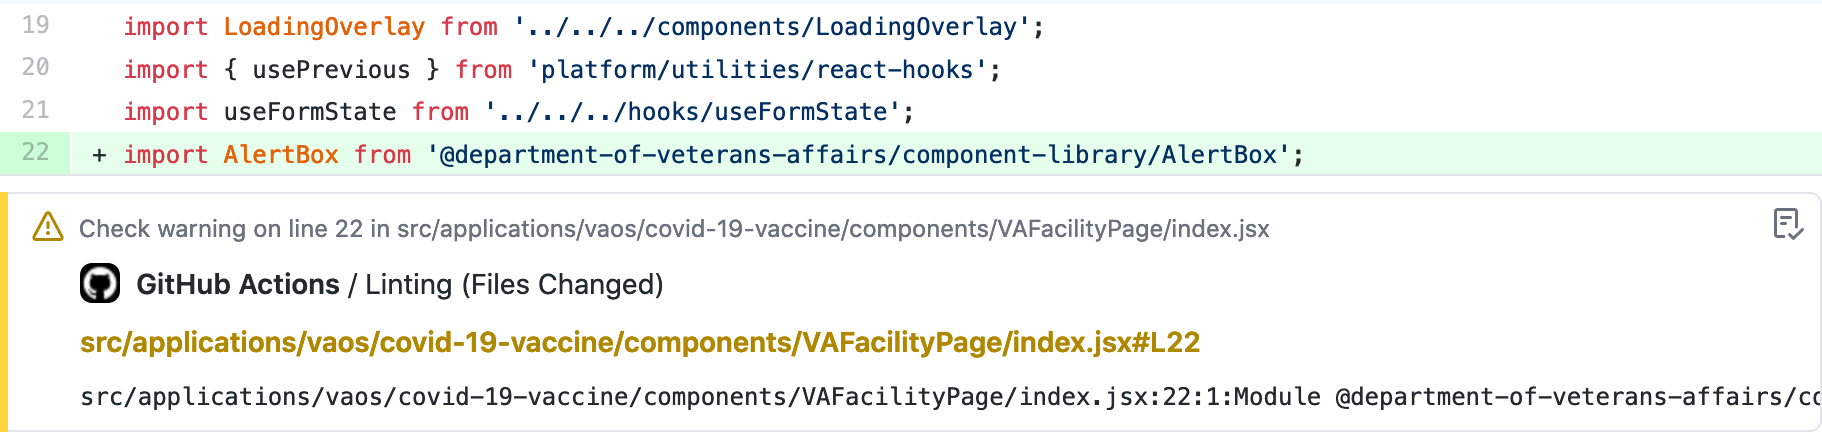 19 import LoadingOverlay from '../../../components/LoadingOverlay';
20 import { usePrevious } from 'platform/utilities/react-hooks';
21 import useFormState from '../../../hooks/useFormState';
22 + import AlertBox from '@department-of-veterans-affairs/component-library/AlertBox';
Check warning on line 22 in src/applications/vaos/covid-19-vaccine/components/VAFacilityPage/index.jsx
GitHub Actions / Linting (Files Changed)
src/applications/vaos/covid-19-vaccine/components/VAFacilityPage/index.jsx#L22
src/applications/vaos/covid-19-vaccine/components/VAFacilityPage/index.jsx:22:1:Module @department-of-veterans-affairs/co